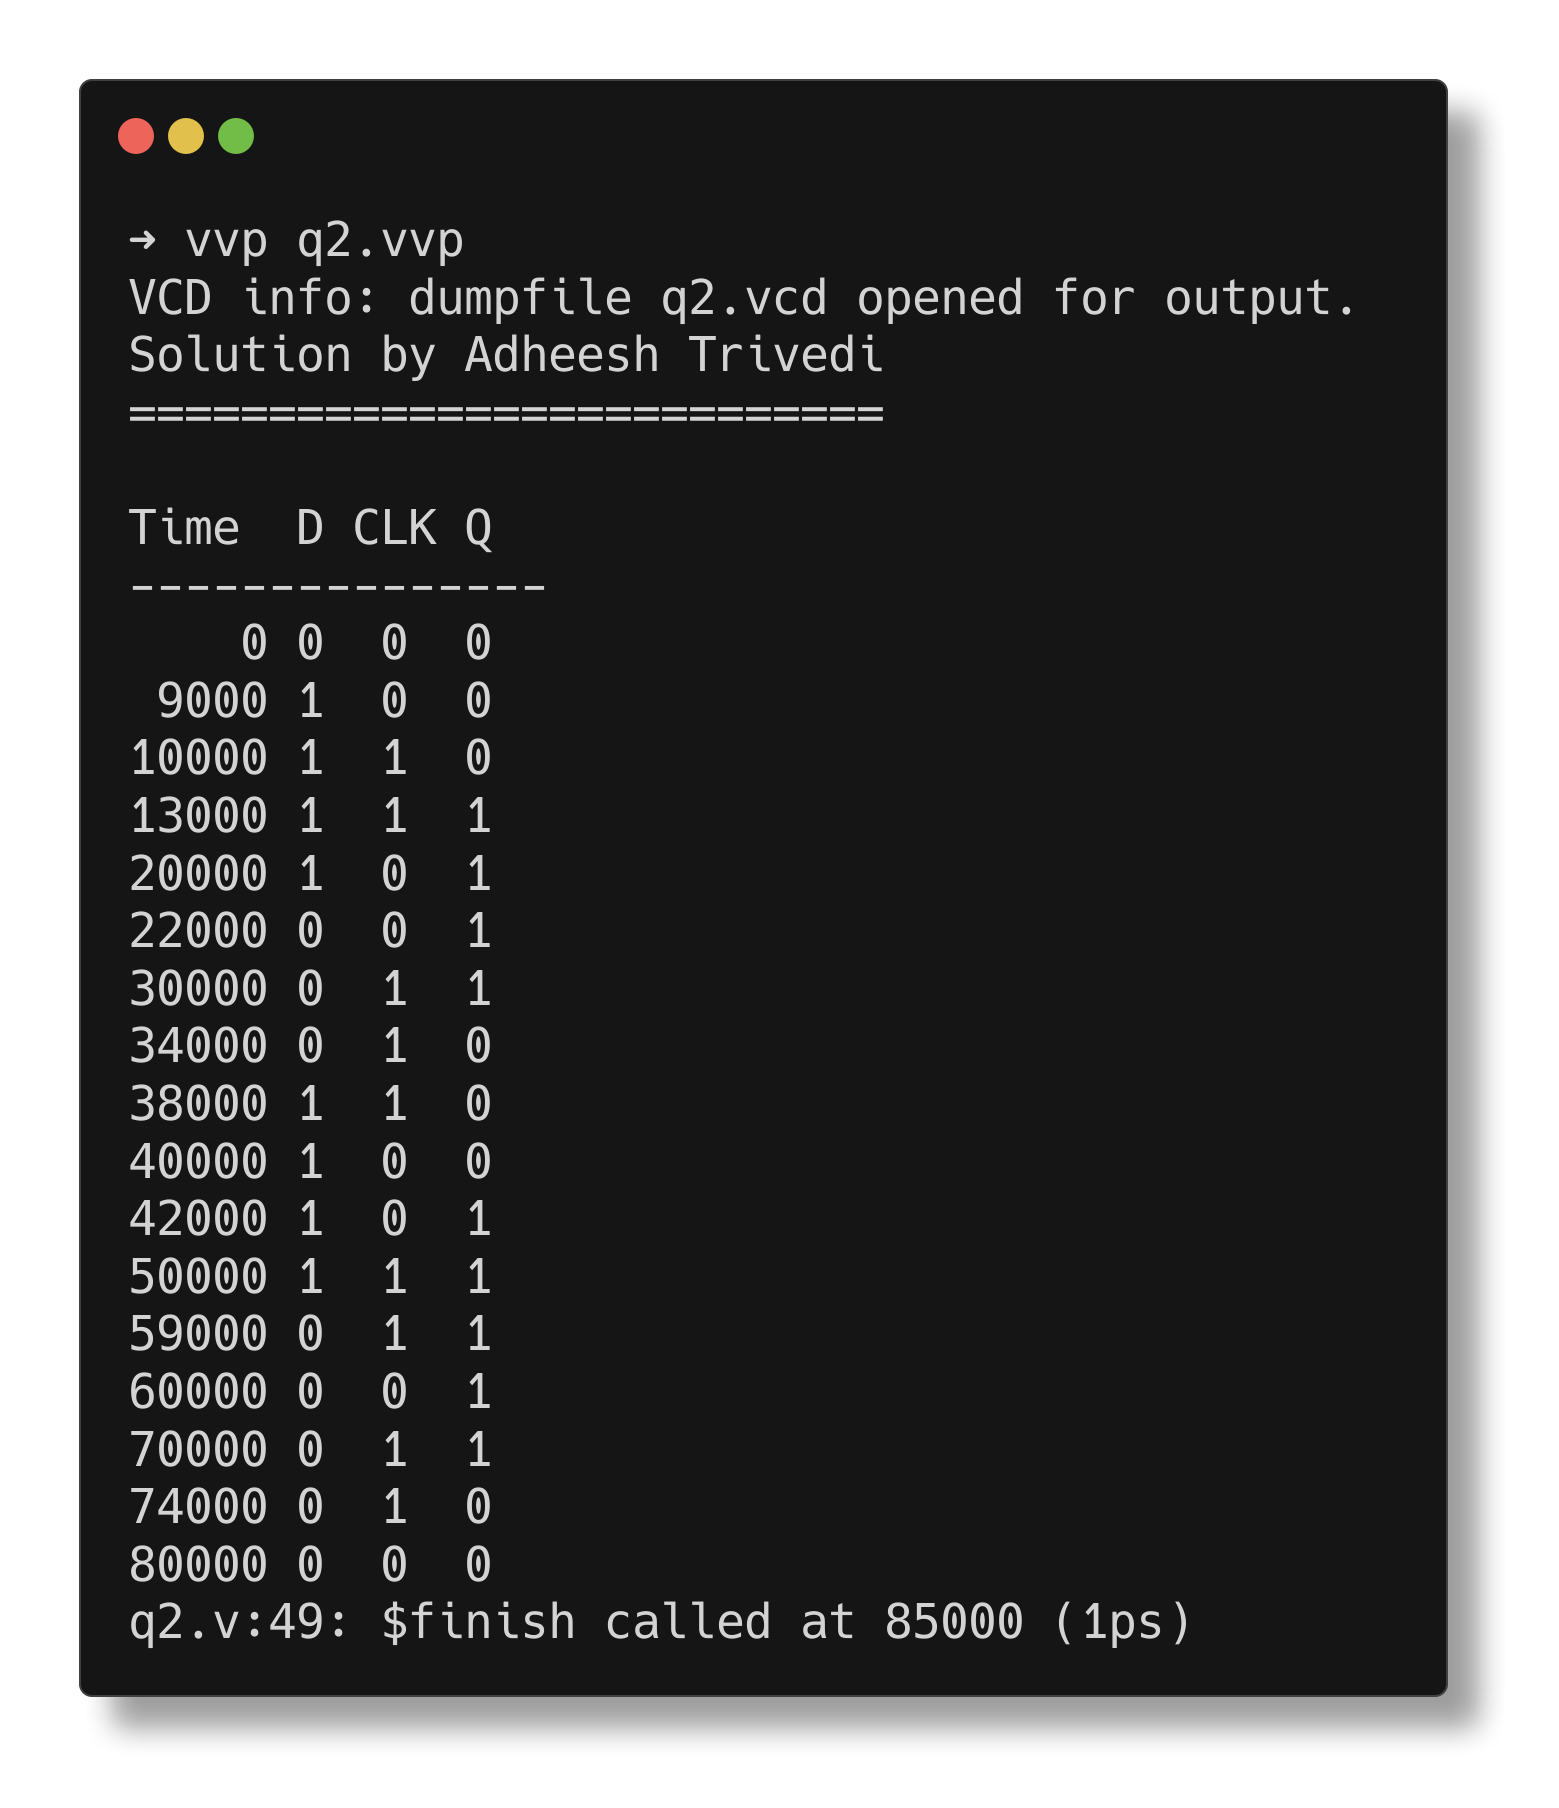 ➜ vvp q2.vvp
VCD info: dumpfile q2.vcd opened for output.
Solution by Adheesh Trivedi
===========================

Time  D CLK Q
---------------
    0 0  0  0
 9000 1  0  0
10000 1  1  0
13000 1  1  1
20000 1  0  1
22000 0  0  1
30000 0  1  1
34000 0  1  0
38000 1  1  0
40000 1  0  0
42000 1  0  1
50000 1  1  1
59000 0  1  1
60000 0  0  1
70000 0  1  1
74000 0  1  0
80000 0  0  0
q2.v:49: $finish called at 85000 (1ps)